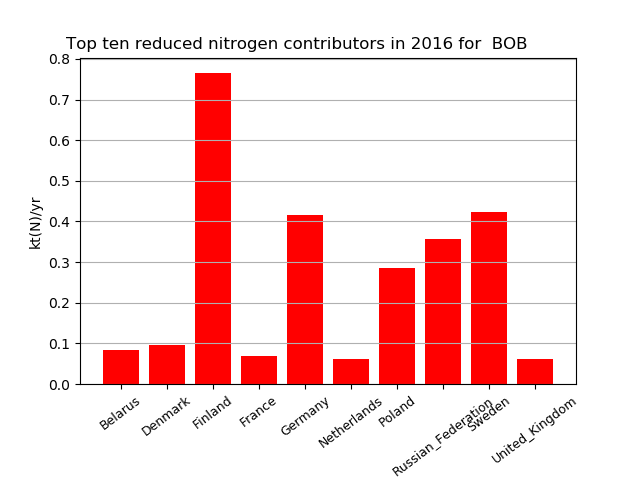 Top ten reduced nitrogen contributors in 2016 for  BOB
0.8
0.7
0.6
0.5
0.4
0.3
0.2
0.1
0.0
kt(N)/yr
Belarus
Denmark
Finland
France
Germany
Netherlands
Poland
Russian_Federation
Sweden
United_Kingdom